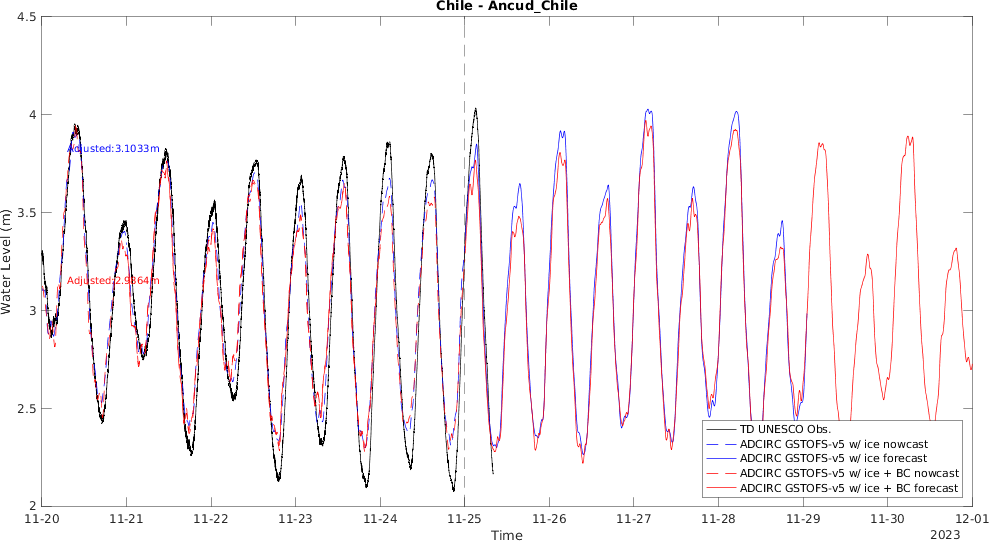 Chile - Ancud_Chile
4.5
4
3.5
3
2.5
2
Water Level (m)
Adjusted:3.1033m
Adjusted:2.9364m
TD UNESCO Obs.
ADCIRC GSTOFS-v5 w/ ice nowcast
ADCIRC GSTOFS-v5 w/ ice forecast
ADCIRC GSTOFS-v5 w/ ice + BC nowcast
ADCIRC GSTOFS-v5 w/ ice + BC forecast
11-20 11-21 11-22 11-23 11-24 11-25 11-26 11-27 11-28 11-29 11-30 12-01
Time
2023